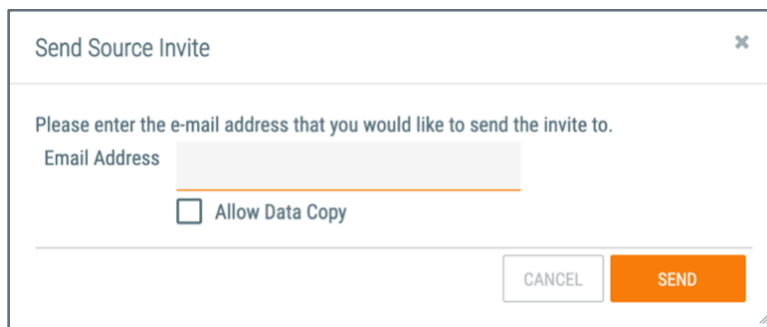 Send Source Invite
Please enter the e-mail address that you would like to send the invite to.
Email Address
Allow Data Copy
CANCEL SEND